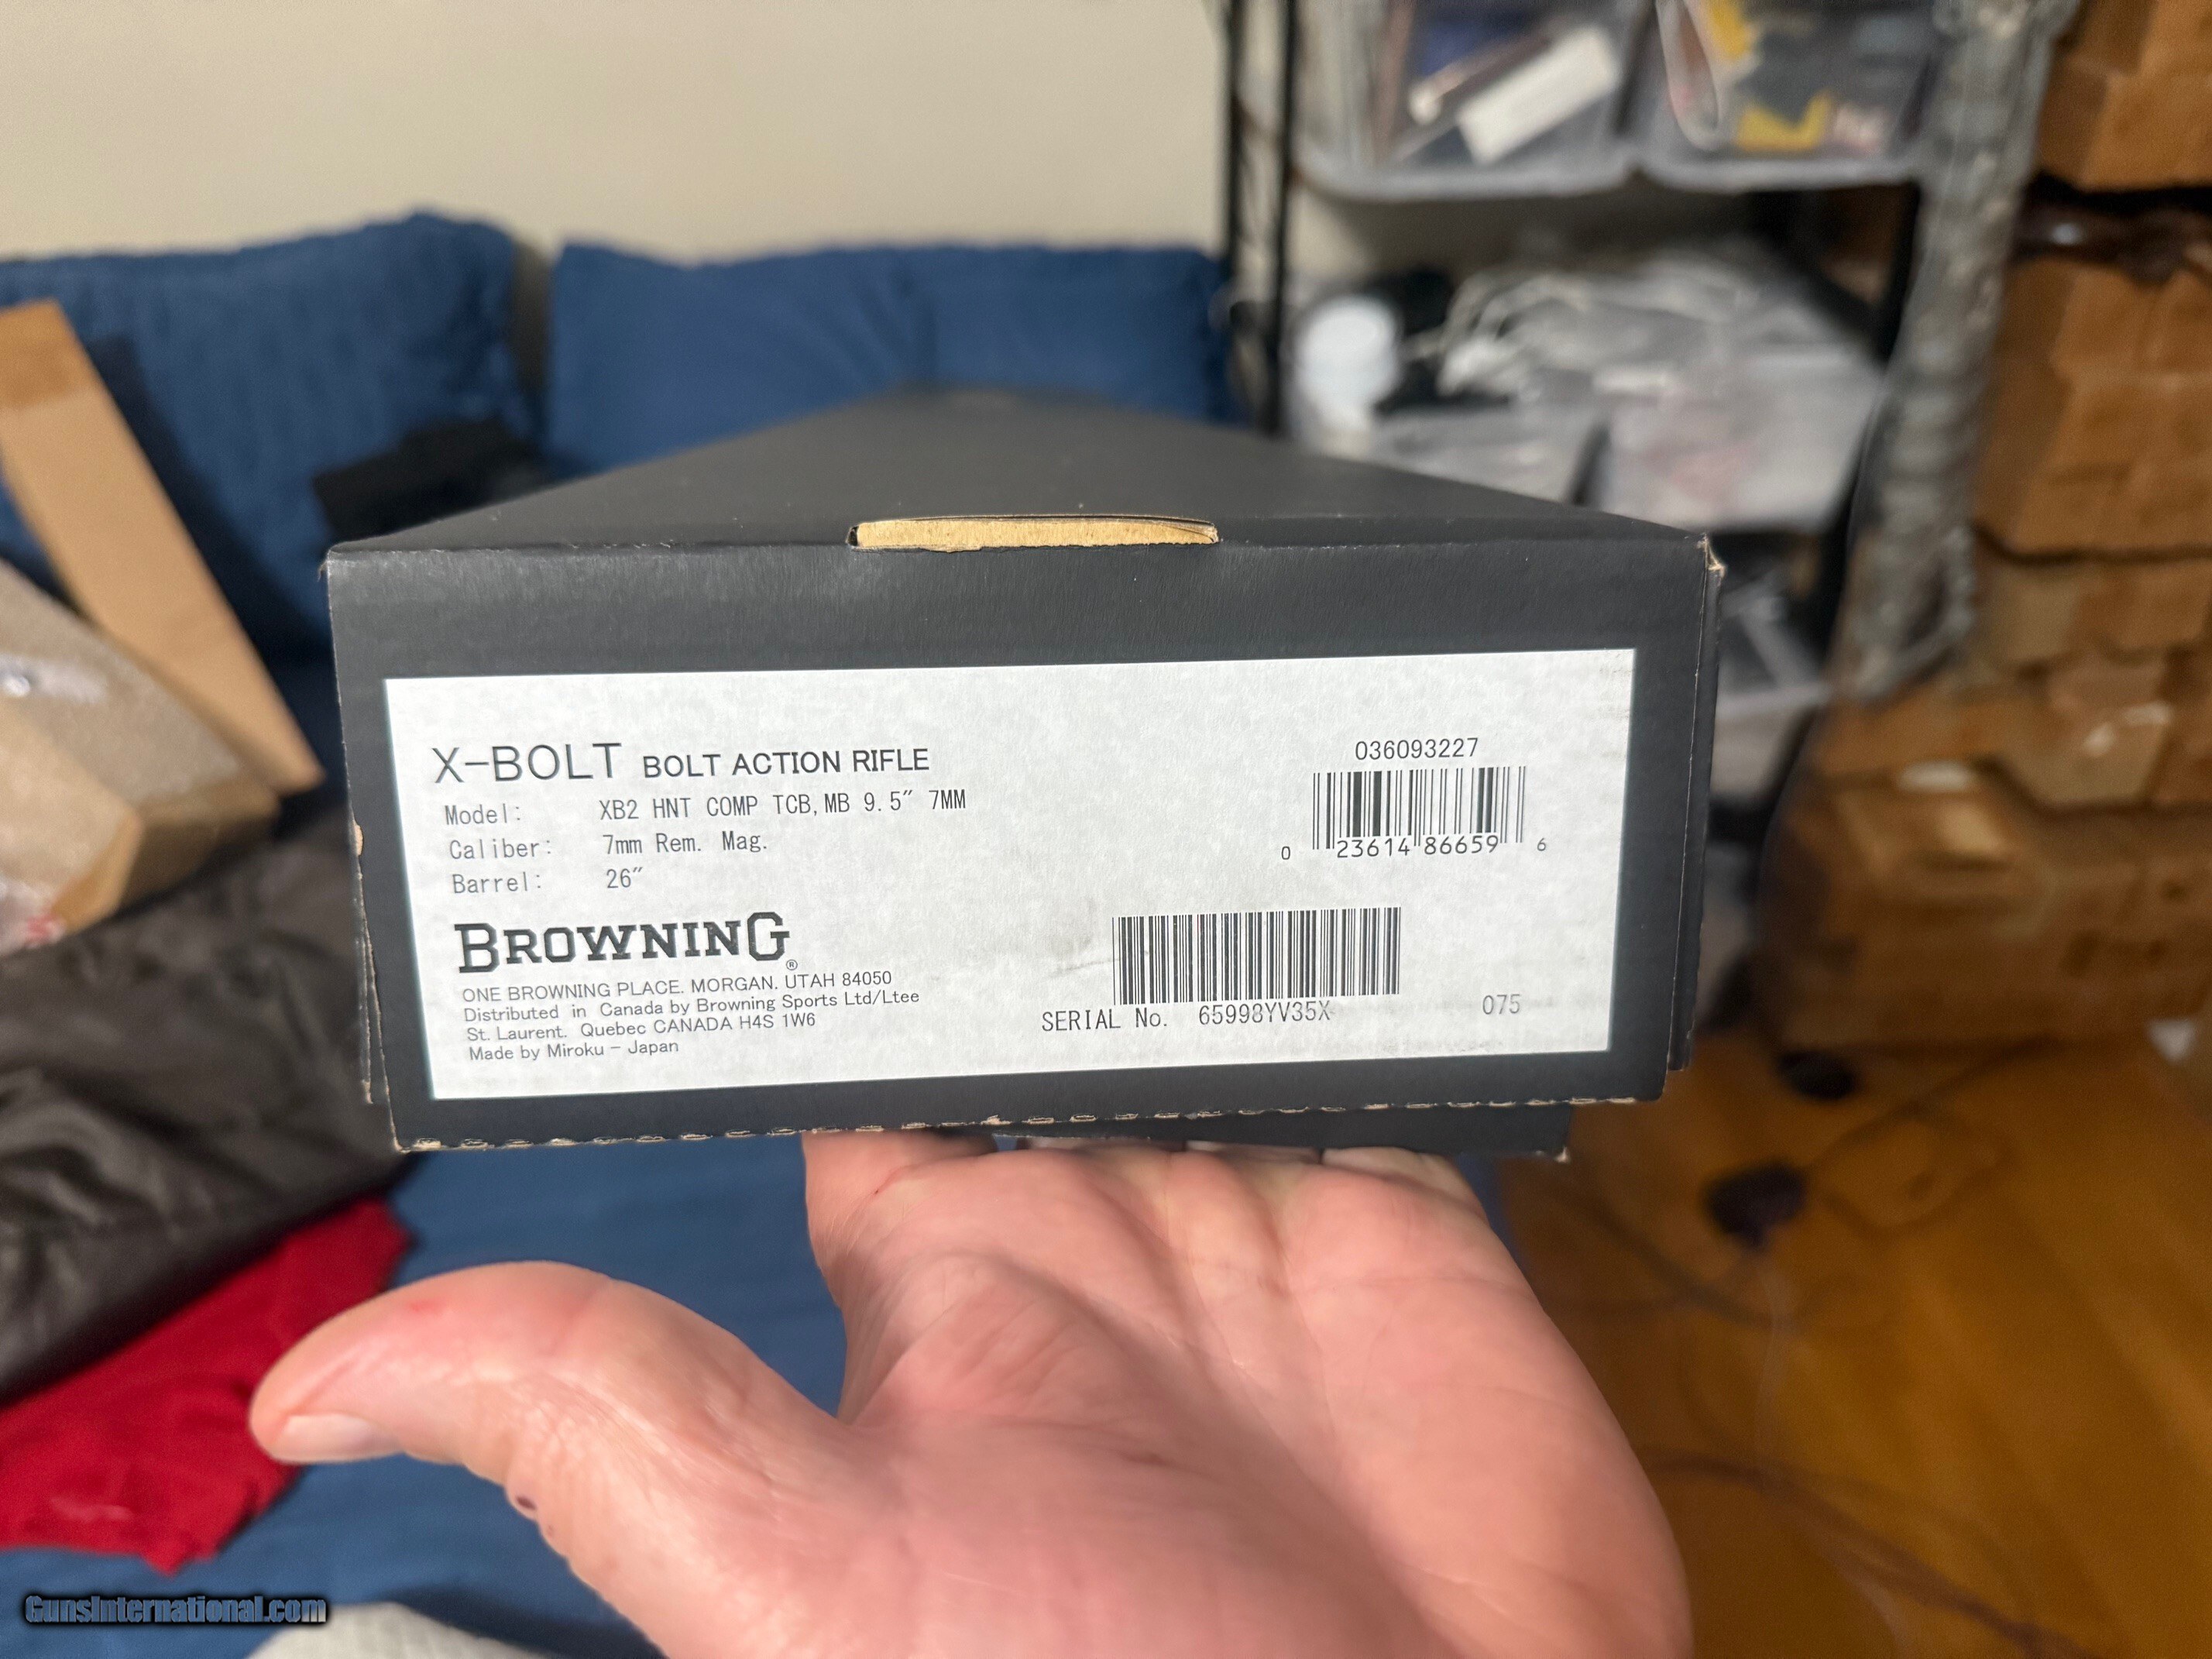 X-BOLT BOLT ACTION RIFLE
Model: XB2 HNT COMP TCB,MB 9.5" 7MM
Caliber: 7mm Rem. Mag.
Barrel: 26"
BROWNING®
ONE BROWNING PLACE. MORGAN. UTAH 84050
Distributed in Canada by Browning Sports Ltd/Ltee
St. Laurent. Quebec CANADA H4S 1W6
Made by Miroku - Japan
036093227
0 23614 86659 6
SERIAL No. 65998YV35X
075
GunsInternational.com